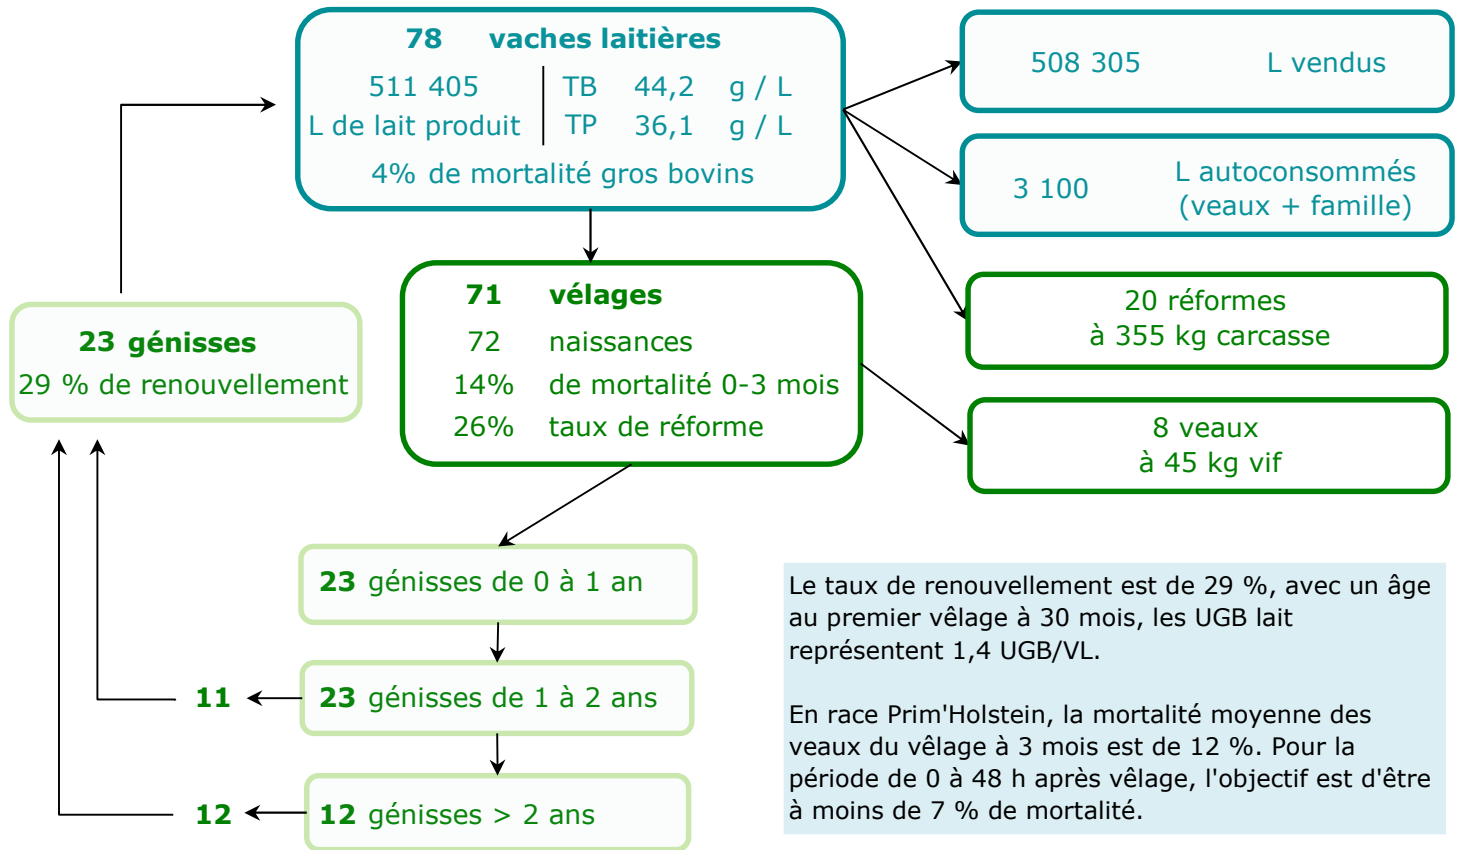 78 vaches laitières
511 405 TB 44,2 g / L
L de lait produit TP 36,1 g / L
4% de mortalité gros bovins
508 305 L vendus
3 100 L autoconsommés
(veaux + famille)
71 vélages
72 naissances
14% de mortalité 0-3 mois
26% taux de réforme
20 réformes
à 355 kg carcasse
8 veaux
à 45 kg vif
23 génisses
29 % de renouvellement
23 génisses de 0 à 1 an
11 23 génisses de 1 à 2 ans
12 12 génisses > 2 ans
Le taux de renouvellement est de 29 %, avec un âge
au premier vêlage à 30 mois, les UGB lait
représentent 1,4 UGB/VL.
En race Prim'Holstein, la mortalité moyenne des
veaux du vêlage à 3 mois est de 12 %. Pour la
période de 0 à 48 h après vêlage, l'objectif est d'être
à moins de 7 % de mortalité.